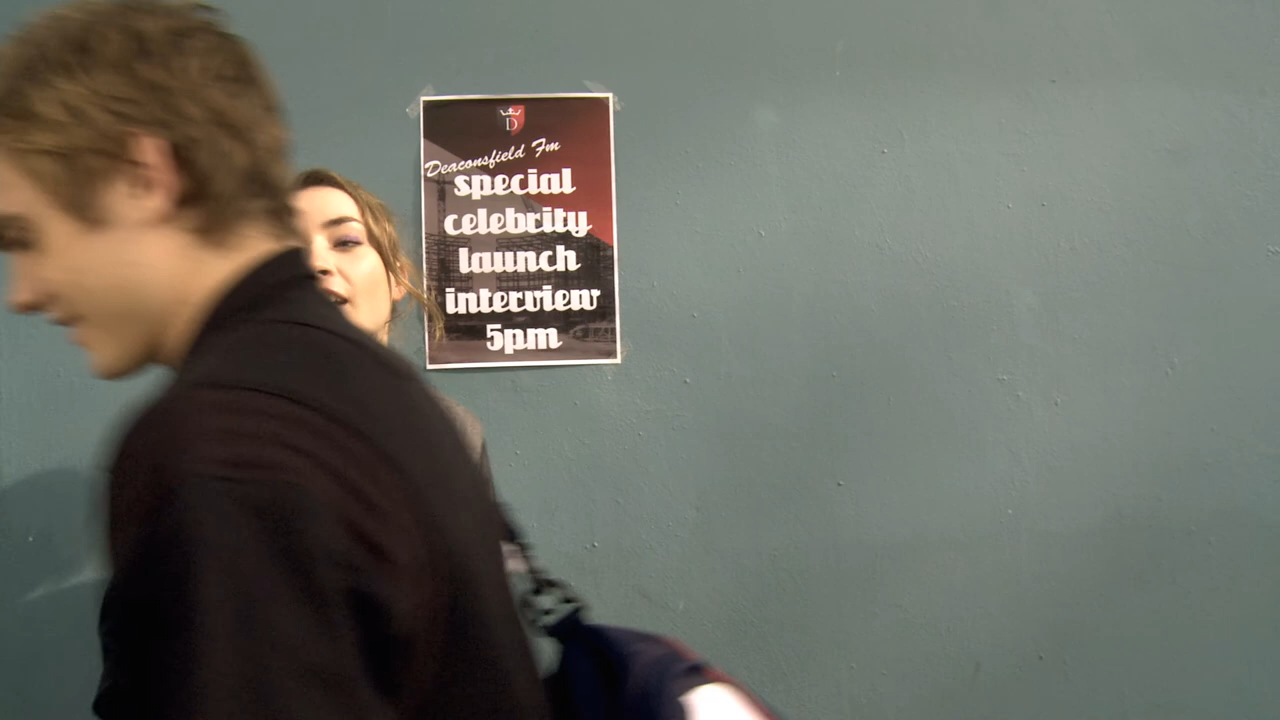 D
Deaconsfield Fm
special
celebrity
launch
interview
5pm